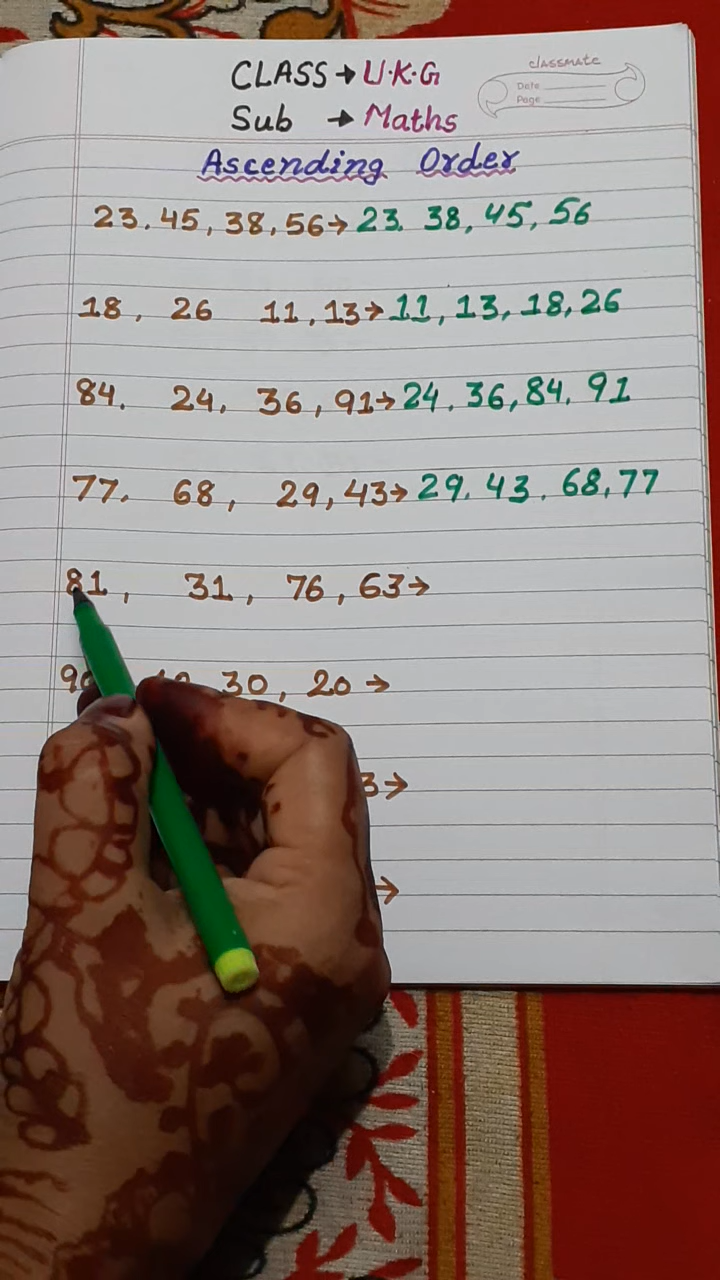 CLASS → U.K.G
classmate
Date
Page
Sub → Maths
Ascending Order
23. 45, 38, 56→ 23. 38, 45, 56
18, 26 11, 13→ 11, 13, 18, 26
84. 24, 36, 91→ 24. 36, 84. 91
77. 68, 29, 43→ 29. 43. 68, 77
81, 31, 76, 63→
30, 20 →
3→
→